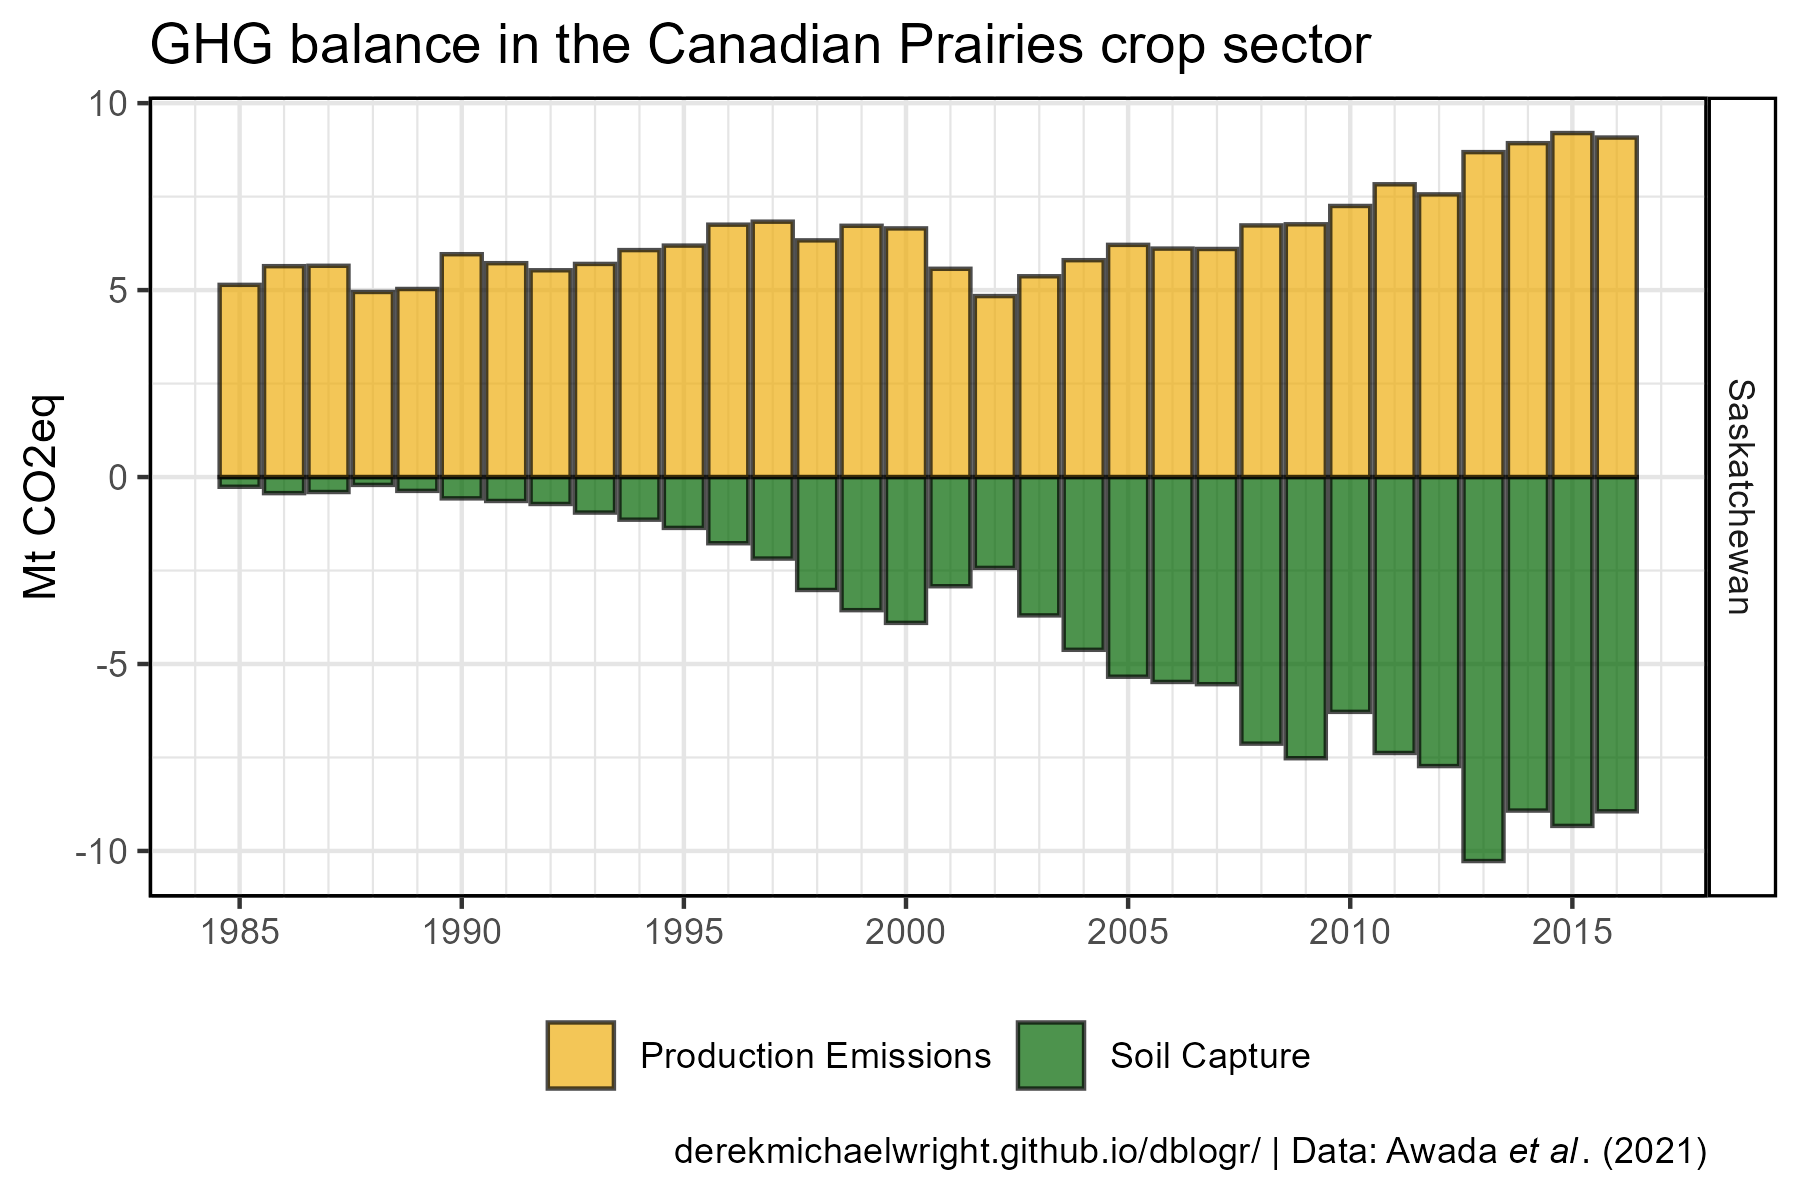 GHG balance in the Canadian Prairies crop sector
10
5
0
-5
-10
Mt CO2eq
Saskatchewan
1985 1990 1995 2000 2005 2010 2015
Production Emissions Soil Capture
derekmichaelwright.github.io/dblogr/ | Data: Awada et al. (2021)